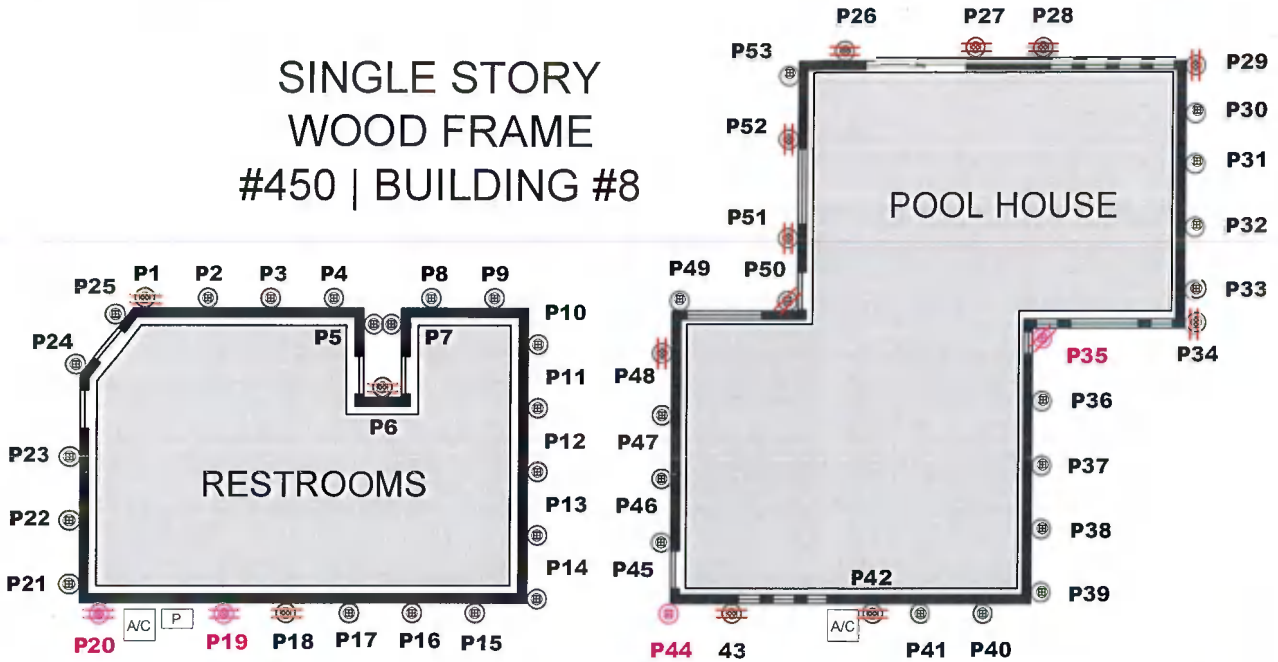 SINGLE STORY
WOOD FRAME
#450 | BUILDING #8
P26
P27
P28
P53
P29
P30
P52
P31
POOL HOUSE
P51
P32
P50
P49
P33
P25
P1
P2
P3
P4
P8
P9
P10
P5
P7
P24
P11
P48
P35
P34
P36
P6
P12
P47
P23
RESTROOMS
P37
P22
P13
P46
P38
P21
P14
P45
P42
P39
P20
A/C
P
P19
P18
P17
P16
P15
P44
43
A/C
P41
P40